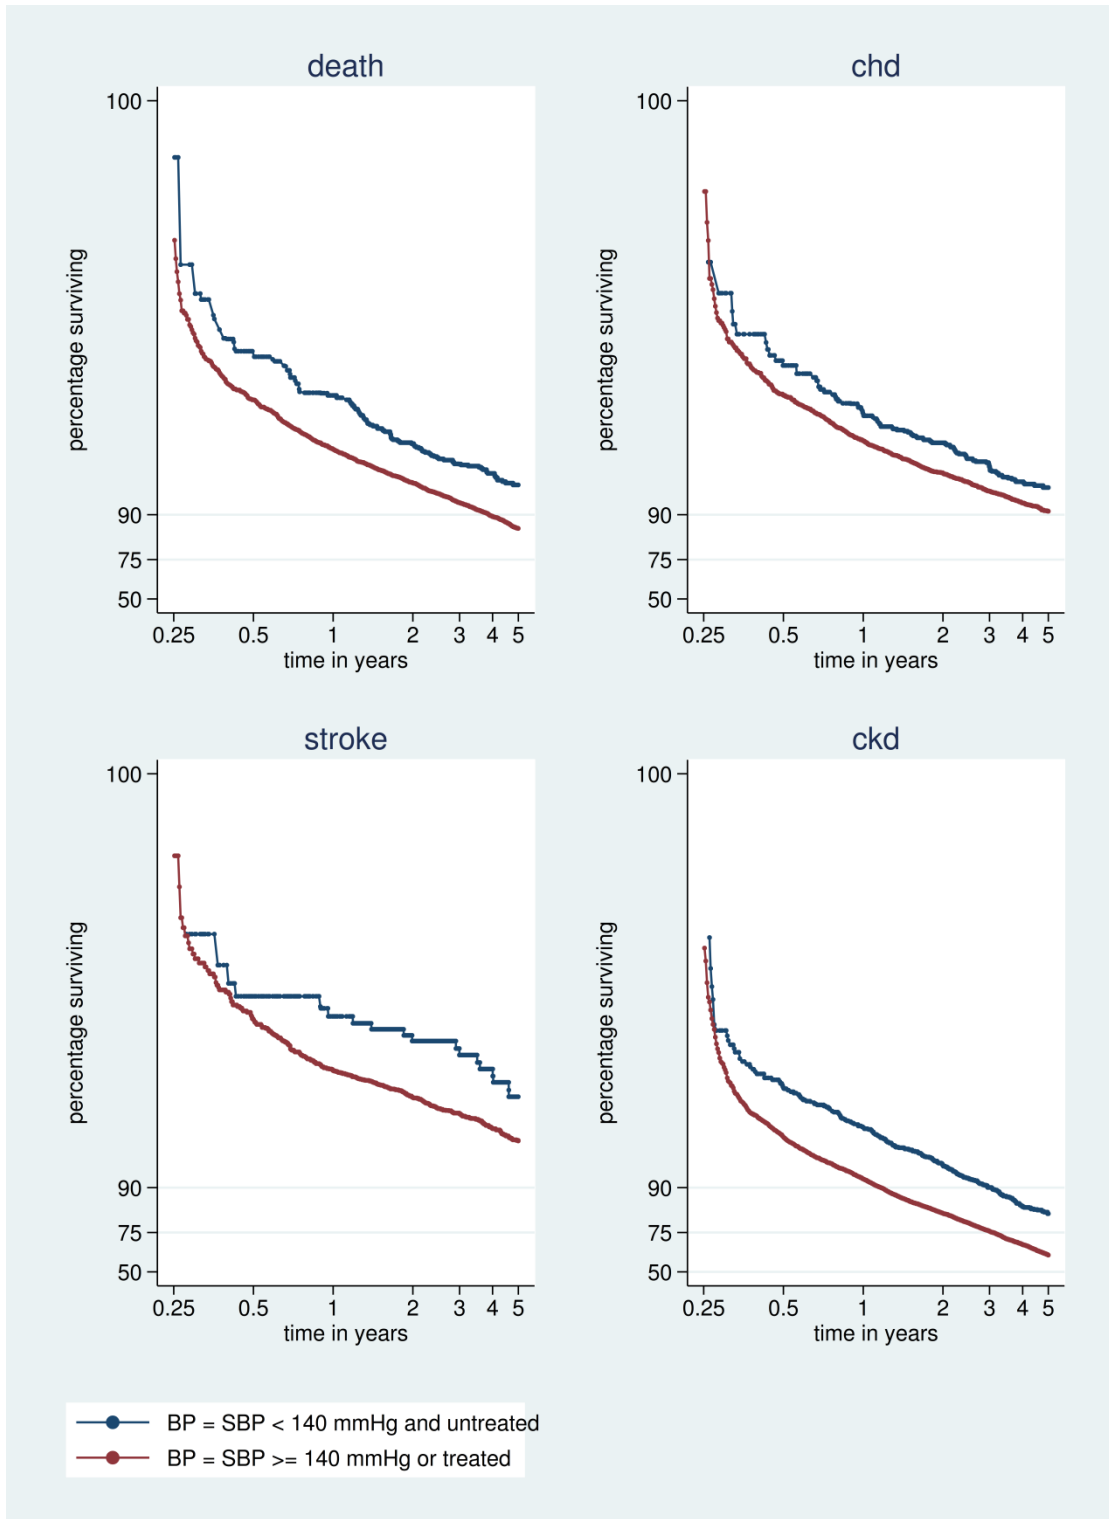 death
100
90
75
50
percentage surviving
0.25 0.5 1 2 3 4 5
time in years
chd
100
90
75
50
percentage surviving
0.25 0.5 1 2 3 4 5
time in years
stroke
100
90
75
50
percentage surviving
0.25 0.5 1 2 3 4 5
time in years
ckd
100
90
75
50
percentage surviving
0.25 0.5 1 2 3 4 5
time in years
BP = SBP < 140 mmHg and untreated
BP = SBP >= 140 mmHg or treated